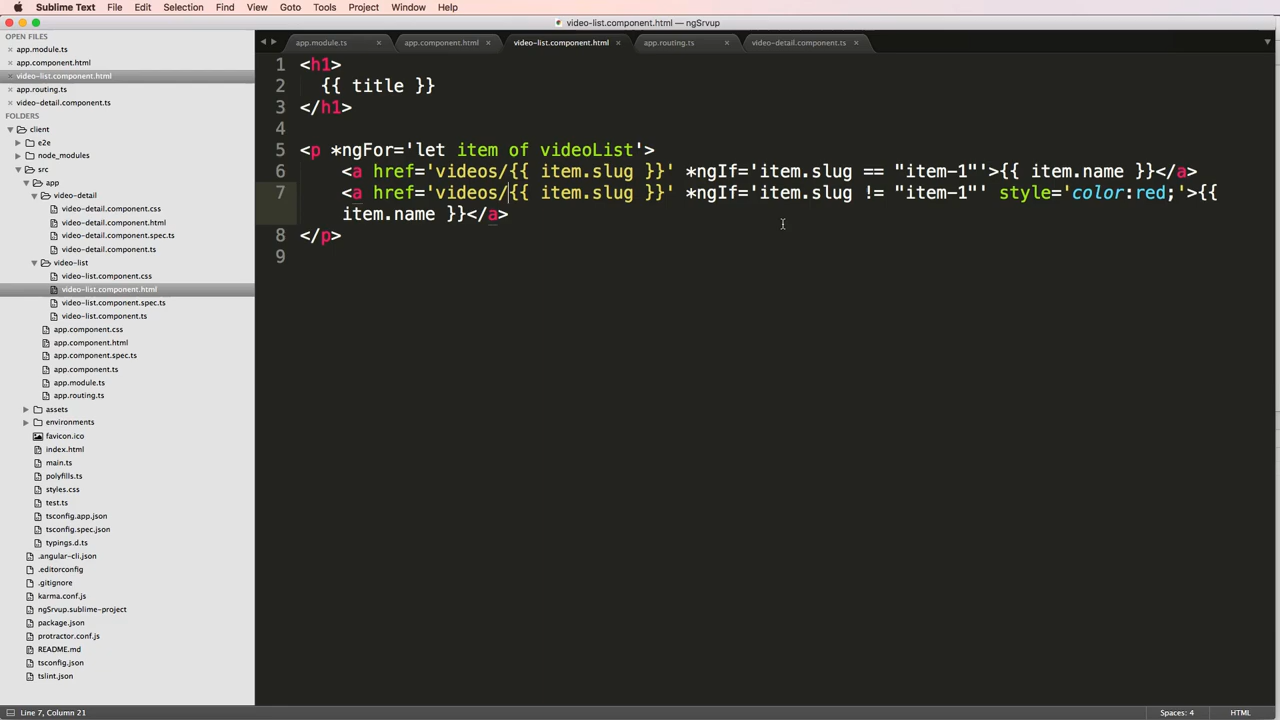 Sublime Text File Edit Selection Find View Goto Tools Project Window Help
video-list.component.html — ngSrvup
OPEN FILES
app.module.ts
app.component.html
video-list.component.html
app.routing.ts
video-detail.component.ts
FOLDERS
client
e2e
node_modules
src
app
video-detail
video-detail.component.css
video-detail.component.html
video-detail.component.spec.ts
video-detail.component.ts
video-list
video-list.component.css
video-list.component.html
video-list.component.spec.ts
video-list.component.ts
app.component.css
app.component.html
app.component.spec.ts
app.component.ts
app.module.ts
app.routing.ts
assets
environments
favicon.ico
index.html
main.ts
polyfills.ts
styles.css
test.ts
tsconfig.app.json
tsconfig.spec.json
typings.d.ts
.angular-cli.json
.editorconfig
.gitignore
karma.conf.js
ngSrvup.sublime-project
package.json
protractor.conf.js
README.md
tsconfig.json
tslint.json
app.module.ts × app.component.html × video-list.component.html × app.routing.ts × video-detail.component.ts ×
1 <h1>
2 {{ title }}
3 </h1>
4
5 <p *ngFor='let item of videoList'>
6 <a href='videos/{{ item.slug }}' *ngIf='item.slug == "item-1"'>{{ item.name }}</a>
7 <a href='videos/{{ item.slug }}' *ngIf='item.slug != "item-1"' style='color:red;'>{{
item.name }}</a>
8 </p>
9
Line 7, Column 21 Spaces: 4 HTML